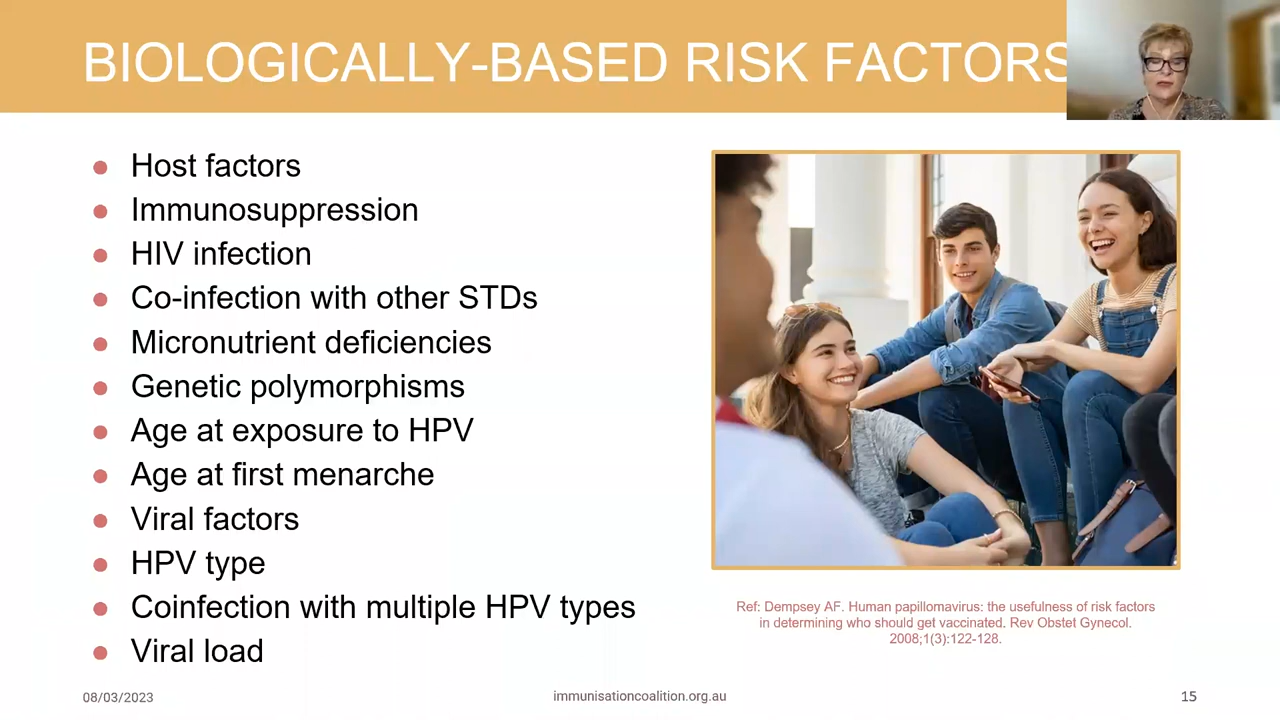 BIOLOGICALLY-BASED RISK FACTORS
Host factors
Immunosuppression
HIV infection
Co-infection with other STDs
Micronutrient deficiencies
Genetic polymorphisms
Age at exposure to HPV
Age at first menarche
Viral factors
HPV type
Coinfection with multiple HPV types
Viral load
Ref: Dempsey AF. Human papillomavirus: the usefulness of risk factors
in determining who should get vaccinated. Rev Obstet Gynecol.
2008;1(3):122-128.
08/03/2023
immunisationcoalition.org.au
15